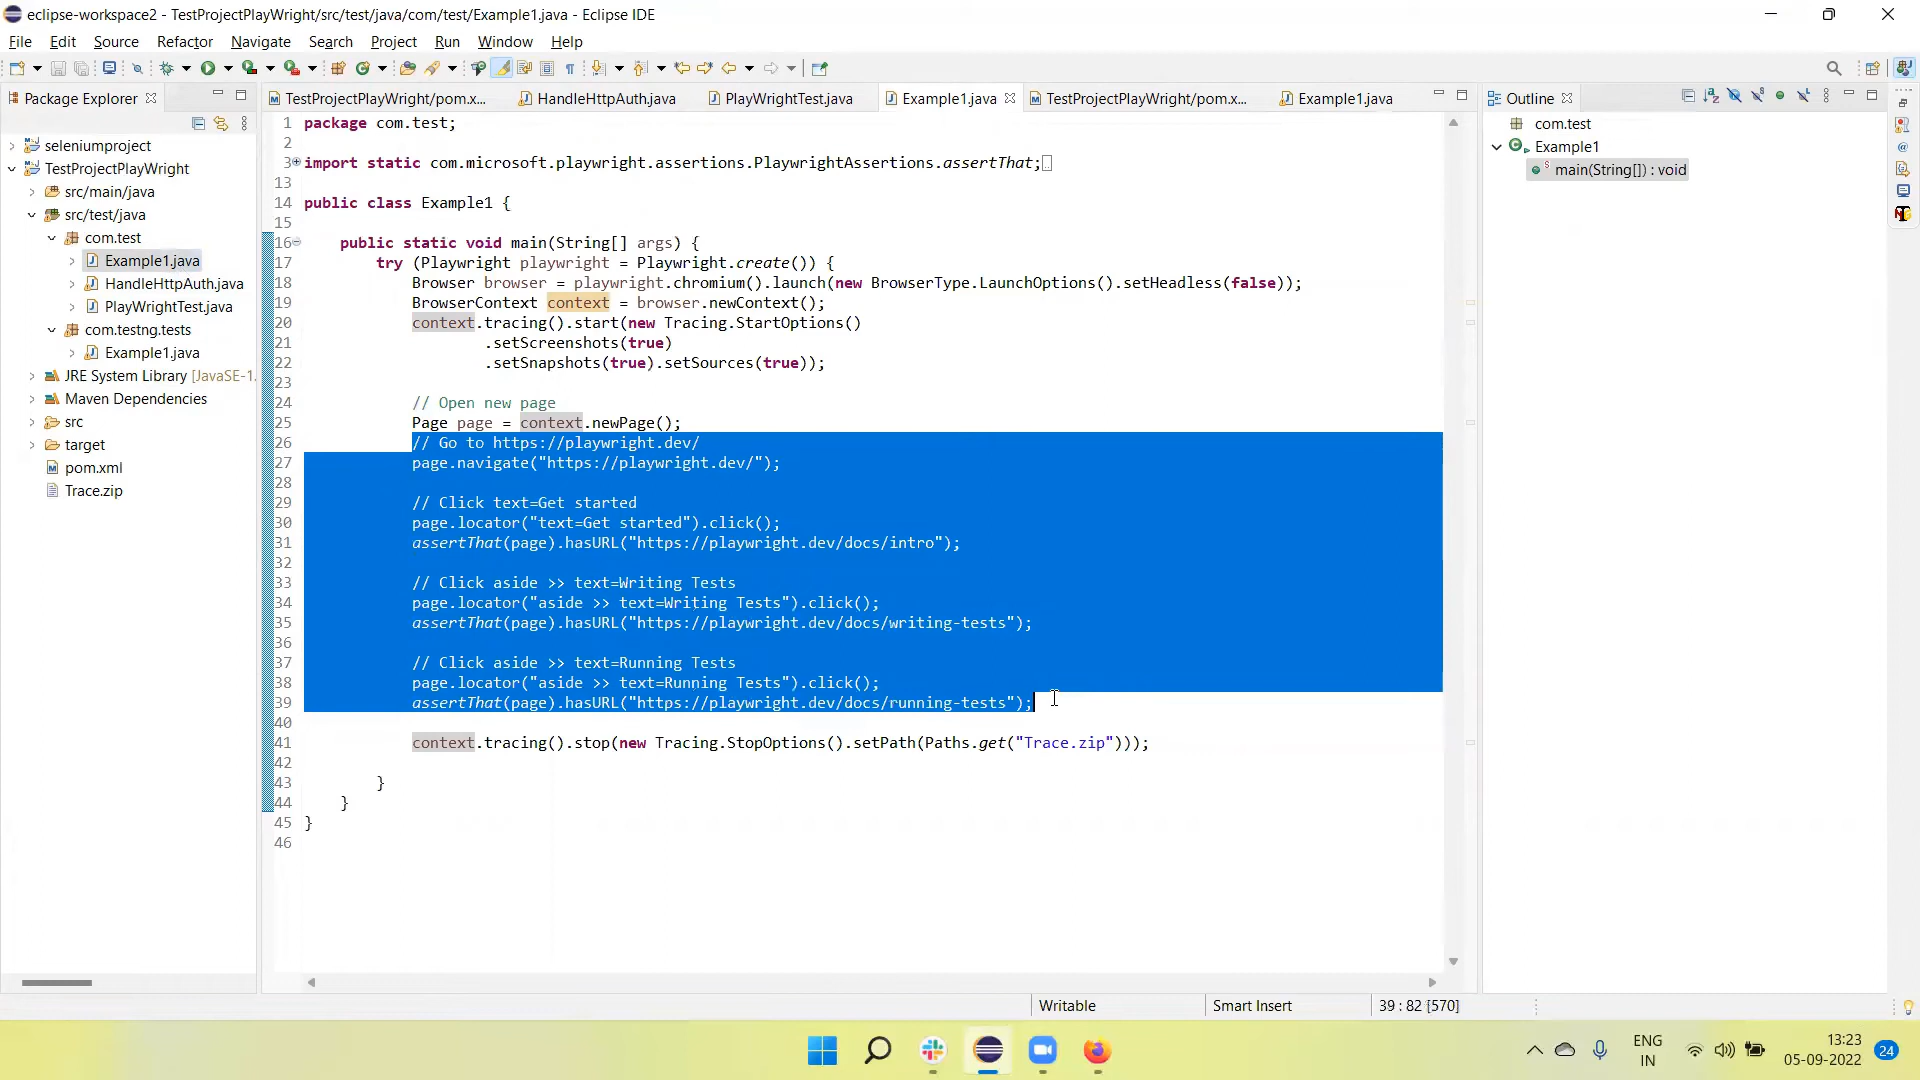 eclipse-workspace2 - TestProjectPlayWright/src/test/java/com/test/Example1.java - Eclipse IDE
File Edit Source Refactor Navigate Search Project Run Window Help
Package Explorer
seleniumproject
TestProjectPlayWright
src/main/java
src/test/java
com.test
Example1.java
HandleHttpAuth.java
PlayWrightTest.java
com.testng.tests
Example1.java
JRE System Library [JavaSE-1.
Maven Dependencies
src
target
pom.xml
Trace.zip
TestProjectPlayWright/pom.x... HandleHttpAuth.java PlayWrightTest.java Example1.java TestProjectPlayWright/pom.x... Example1.java
1 package com.test;
2
3 import static com.microsoft.playwright.assertions.PlaywrightAssertions.assertThat;
13
14 public class Example1 {
15
16 public static void main(String[] args) {
17 try (Playwright playwright = Playwright.create()) {
18 Browser browser = playwright.chromium().launch(new BrowserType.LaunchOptions().setHeadless(false));
19 BrowserContext context = browser.newContext();
20 context.tracing().start(new Tracing.StartOptions()
21 .setScreenshots(true)
22 .setSnapshots(true).setSources(true));
23
24 // Open new page
25 Page page = context.newPage();
26 // Go to https://playwright.dev/
27 page.navigate("https://playwright.dev/");
28
29 // Click text=Get started
30 page.locator("text=Get started").click();
31 assertThat(page).hasURL("https://playwright.dev/docs/intro");
32
33 // Click aside >> text=Writing Tests
34 page.locator("aside >> text=Writing Tests").click();
35 assertThat(page).hasURL("https://playwright.dev/docs/writing-tests");
36
37 // Click aside >> text=Running Tests
38 page.locator("aside >> text=Running Tests").click();
39 assertThat(page).hasURL("https://playwright.dev/docs/running-tests");
40
41 context.tracing().stop(new Tracing.StopOptions().setPath(Paths.get("Trace.zip")));
42
43 }
44 }
45 }
46
Outline
com.test
Example1
main(String[]) : void
Writable Smart Insert 39 : 82 [570]
ENG
IN
13:23
05-09-2022
24